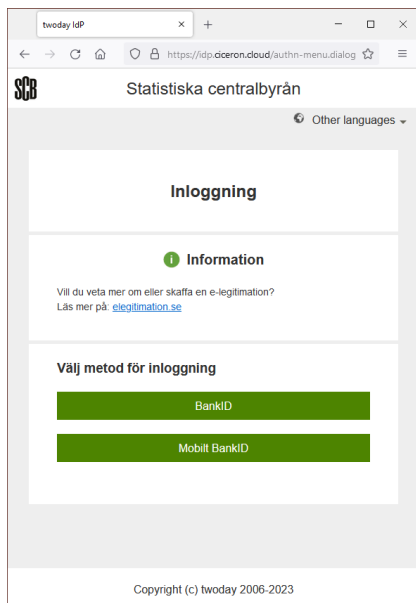 twoday IdP
https://idp.ciceron.cloud/authn-menu.dialog
SCB
Statistiska centralbyrån
Other languages
Inloggning
Information
Vill du veta mer om eller skaffa en e-legitimation?
Läs mer på: elegitimation.se
Välj metod för inloggning
BankID
Mobilt BankID
Copyright (c) twoday 2006-2023